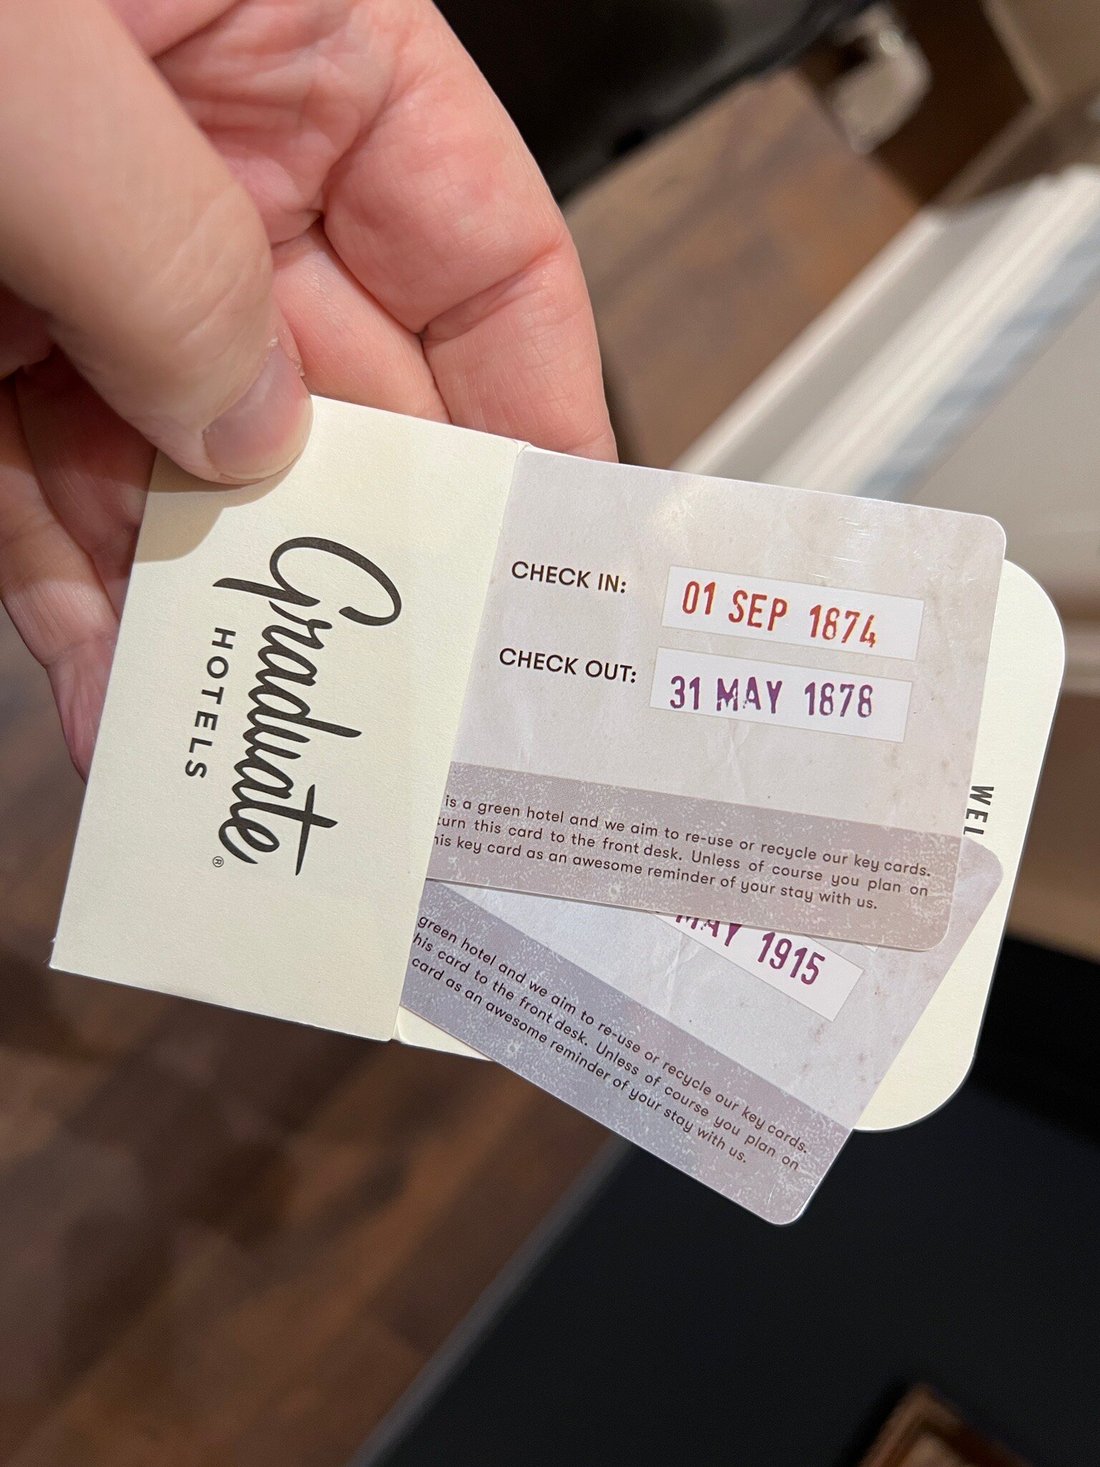 Graduate
HOTELS
®
CHECK IN: 01 SEP 1874
CHECK OUT: 31 MAY 1878
is a green hotel and we aim to re-use or recycle our key cards.
turn this card to the front desk. Unless of course you plan on
his key card as an awesome reminder of your stay with us.
WEL
MAY 1915
green hotel and we aim to re-use or recycle our key cards.
this card to the front desk. Unless of course you plan on
card as an awesome reminder of your stay with us.